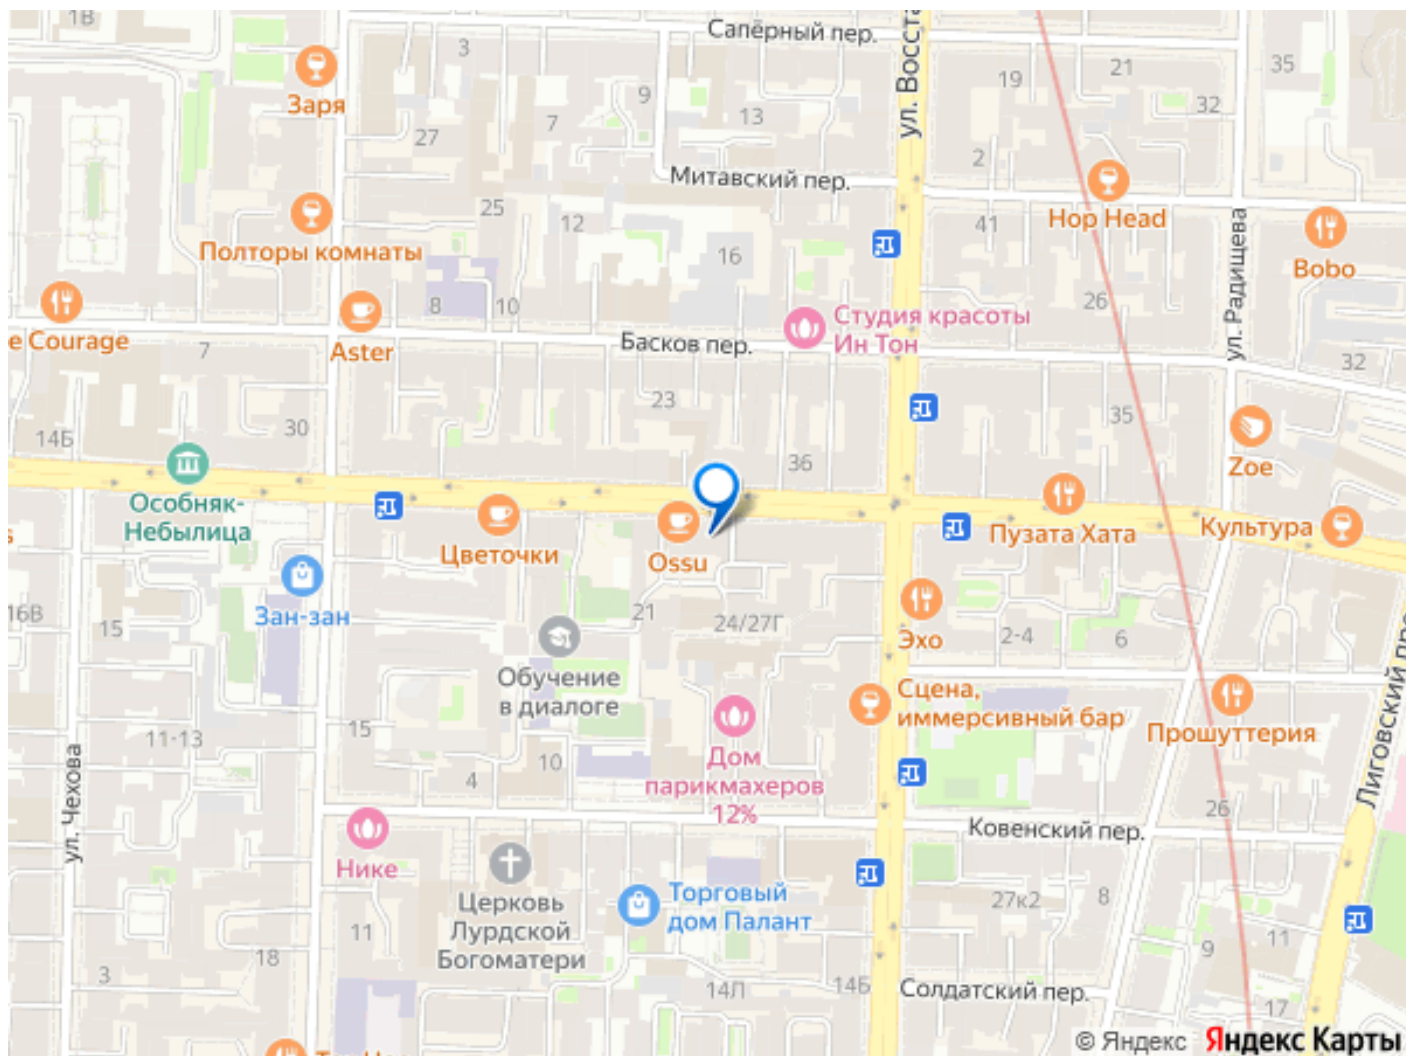 1В
Сапёрный пер.
ул. Восста
3
19
21
35
Заря
9
7
13
32
27
2
Митавский пер.
Hop Head
25
12
41
Полторы комнаты
16
Bobo
ул. Радищева
8
10
26
Студия красоты
Ин Тон
e Courage
7
Aster
Басков пер.
32
23
35
14Б
30
36
Zoe
Особняк-
Небылица
Цветочки
Ossu
Пузата Хата
Культура
16В
15
Зан-зан
21
24/27Г
Эхо
2-4
6
Обучение
в диалоге
Сцена,
иммерсивный бар
Прошуттерия
Лиговский про
11-13
15
10
4
Дом
парикмахеров
12%
26
ул. Чехова
Нике
Ковенский пер.
Церковь
Лурдской
Богоматери
Торговый
дом Палант
27к2
8
11
9
11
18
3
14Л
14Б
Солдатский пер.
17
© Яндекс Яндекс Карты